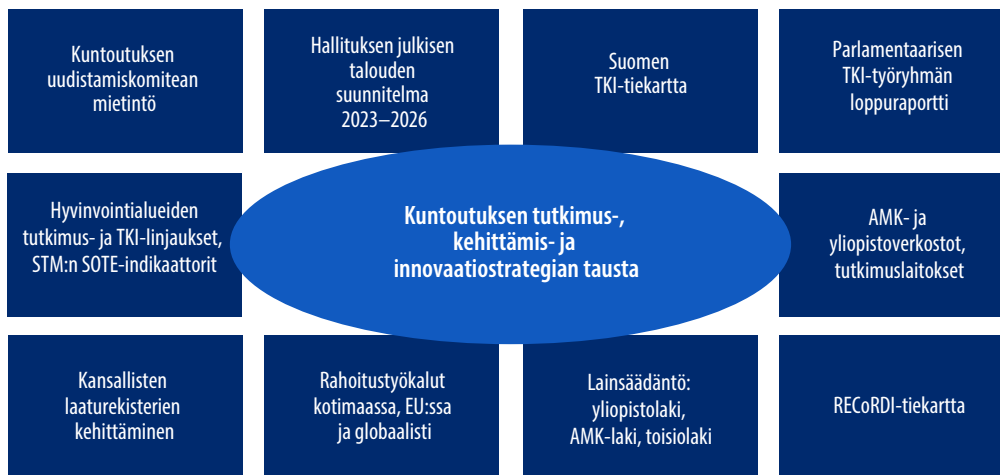 Kuntoutuksen
uudistamiskomitean
mietintö
Hallituksen julkisen
talouden
suunnitelma
2023–2026
Suomen
TKI-tiekartta
Parlamentaarisen
TKI-työryhmän
loppuraportti
Hyvinvointialueiden
tutkimus- ja TKI-linjaukset,
STM:n SOTE-indikaattorit
Kuntoutuksen tutkimus-,
kehittämis- ja
innovaatiostrategian tausta
AMK- ja
yliopistoverkostot,
tutkimuslaitokset
Kansallisten
laaturekisterien
kehittäminen
Rahoitustyökalut
kotimaassa, EU:ssa
ja globaalisti
Lainsäädäntö:
yliopistolaki,
AMK-laki, toisiolaki
RECoRDI-tiekartta